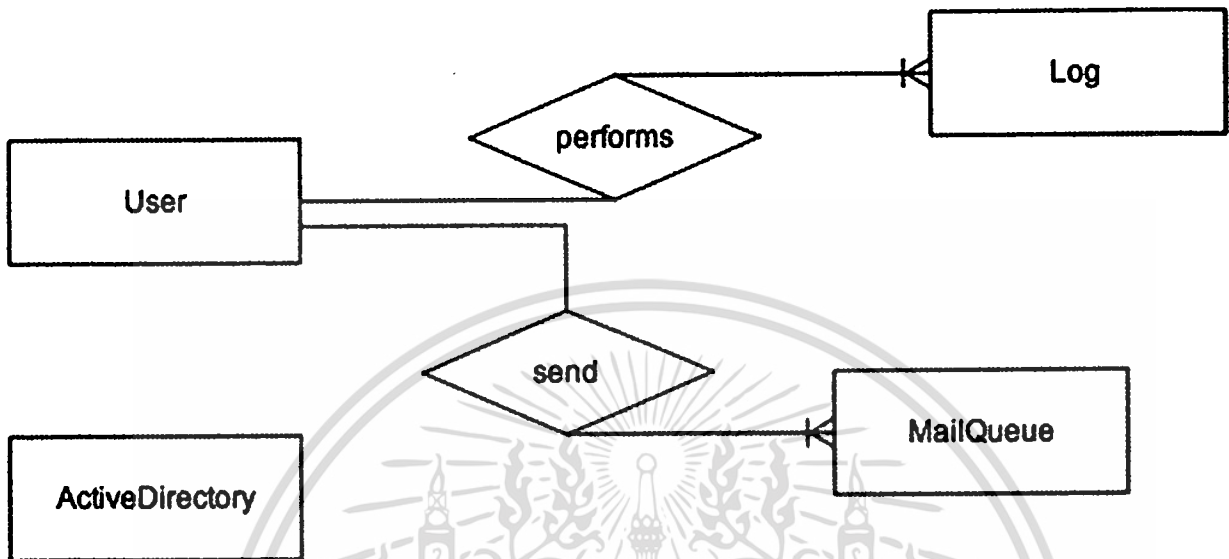 Log
performs
User
send
MailQueue
ActiveDirectory